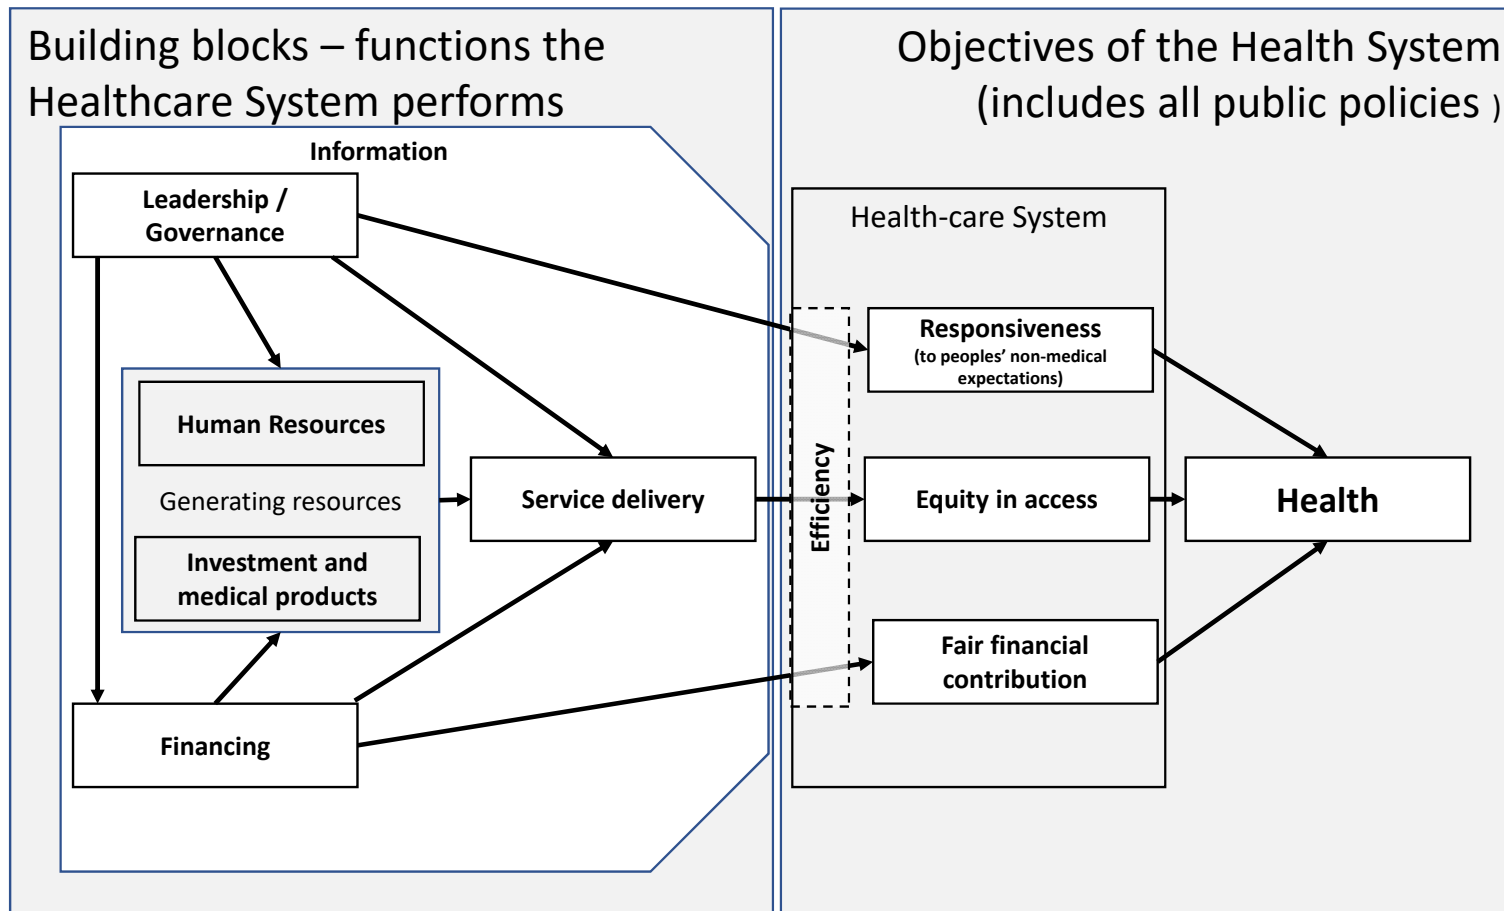 Building blocks – functions the
Healthcare System performs
Objectives of the Health System
(includes all public policies )
Information
Leadership /
Governance
Health-care System
Responsiveness
(to peoples’ non-medical
expectations)
Human Resources
Generating resources
Investment and
medical products
Service delivery
Efficiency
Equity in access
Health
Fair financial
contribution
Financing